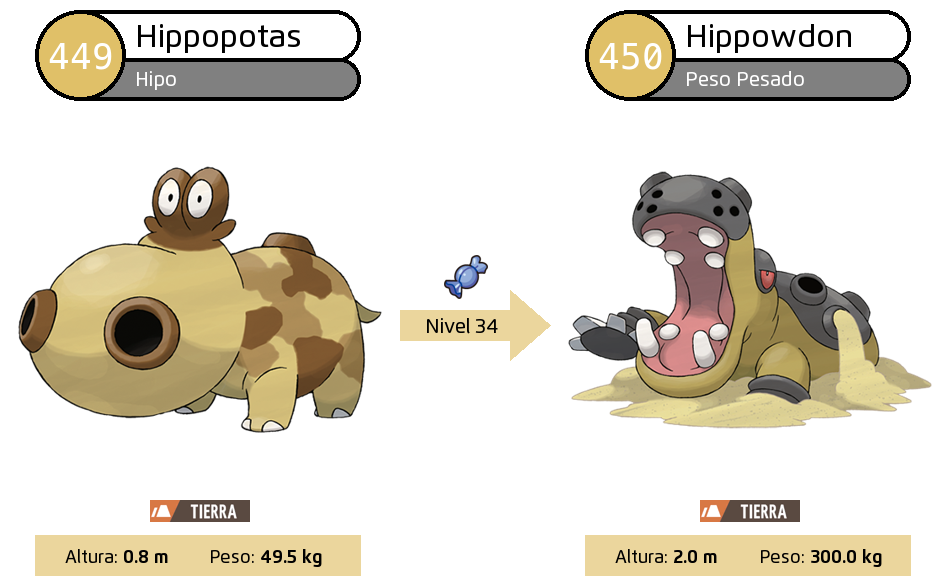 449
Hippopotas
Hipo
450
Hippowdon
Peso Pesado
Nivel 34
TIERRA
TIERRA
Altura: 0.8 m Peso: 49.5 kg
Altura: 2.0 m Peso: 300.0 kg